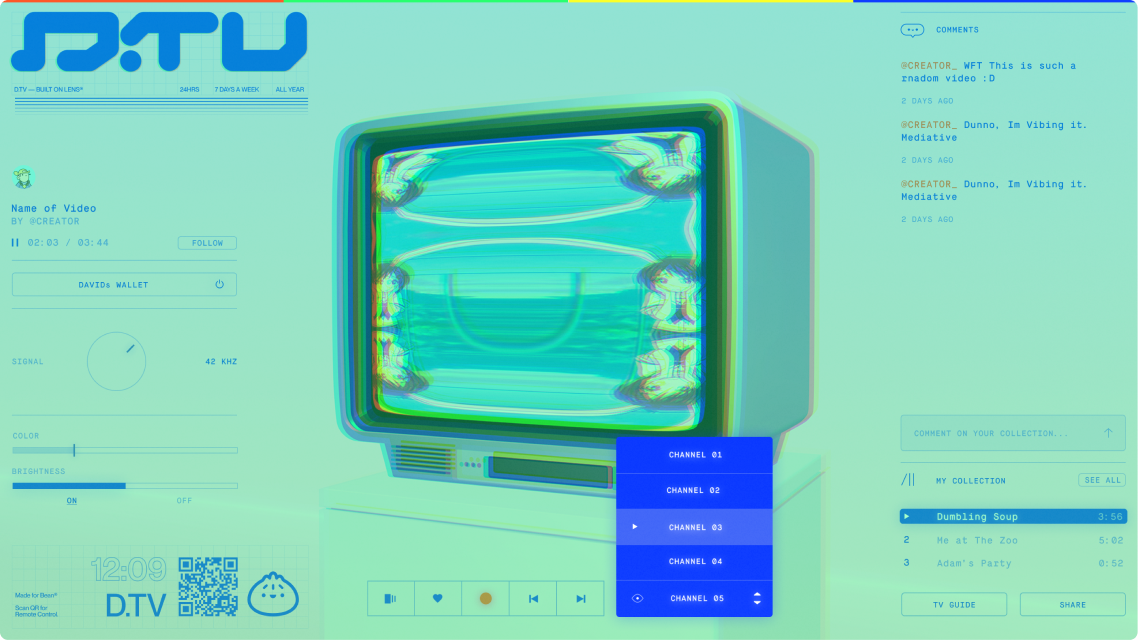 D:TV
DTV — BUILT ON LENS®
24HRS
7 DAYS A WEEK
ALL YEAR
Name of Video
BY @CREATOR
02:03 / 03:44
FOLLOW
DAVIDs WALLET
SIGNAL
42 KHZ
COLOR
BRIGHTNESS
ON
OFF
12:09
Made for Bean®
Scan QR for
Remote Control.
D.TV
CHANNEL 01
CHANNEL 02
CHANNEL 03
CHANNEL 04
CHANNEL 05
COMMENTS
@CREATOR_ WFT This is such a
rnadom video :D
2 DAYS AGO
@CREATOR_ Dunno, Im Vibing it.
Mediative
2 DAYS AGO
@CREATOR_ Dunno, Im Vibing it.
Mediative
2 DAYS AGO
COMMENT ON YOUR COLLECTION...
MY COLLECTION
SEE ALL
Dumbling Soup 3:56
2 Me at The Zoo 5:02
3 Adam's Party 0:52
TV GUIDE
SHARE